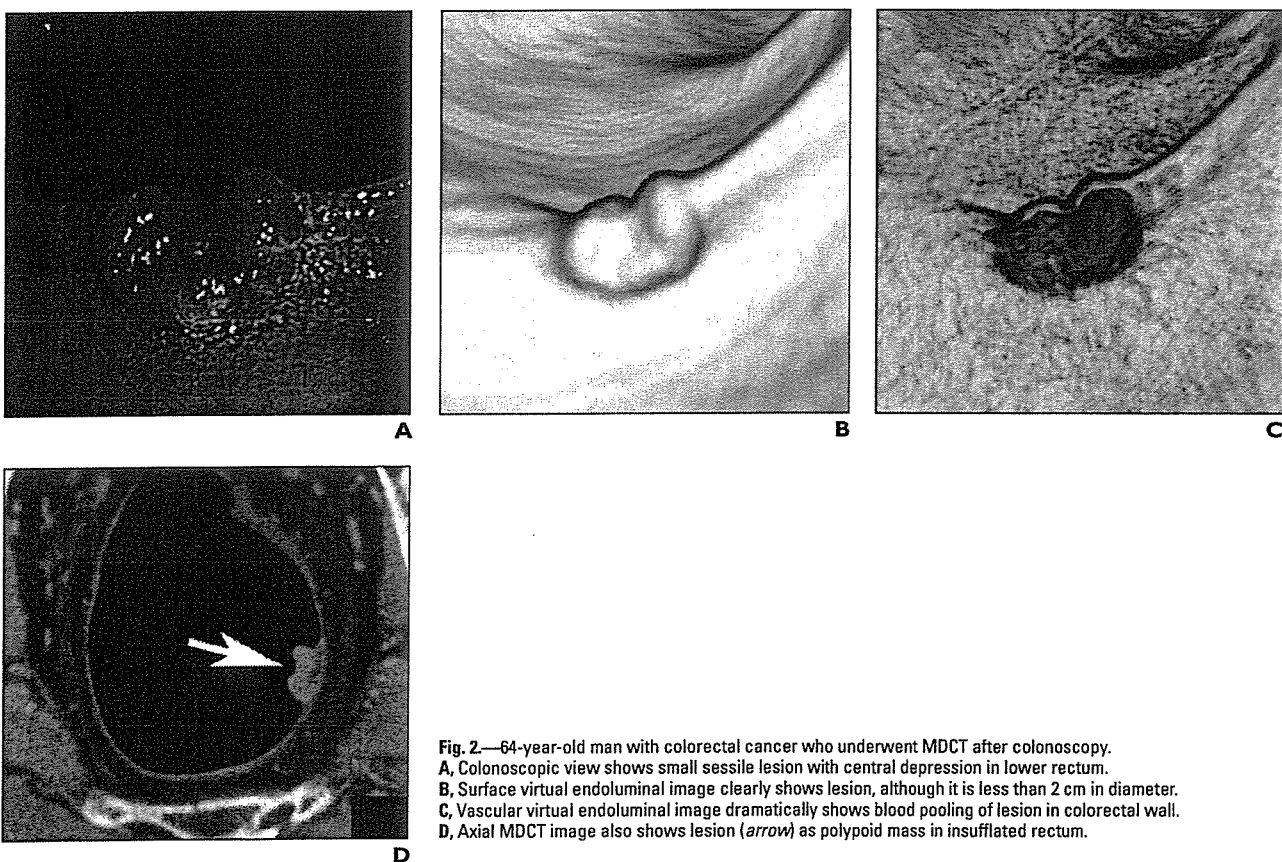 A
B
C
D
Fig. 2.—64-year-old man with colorectal cancer who underwent MDCT after colonoscopy.
A, Colonoscopic view shows small sessile lesion with central depression in lower rectum.
B, Surface virtual endoluminal image clearly shows lesion, although it is less than 2 cm in diameter.
C, Vascular virtual endoluminal image dramatically shows blood pooling of lesion in colorectal wall.
D, Axial MDCT image also shows lesion (arrow) as polypoid mass in insufflated rectum.